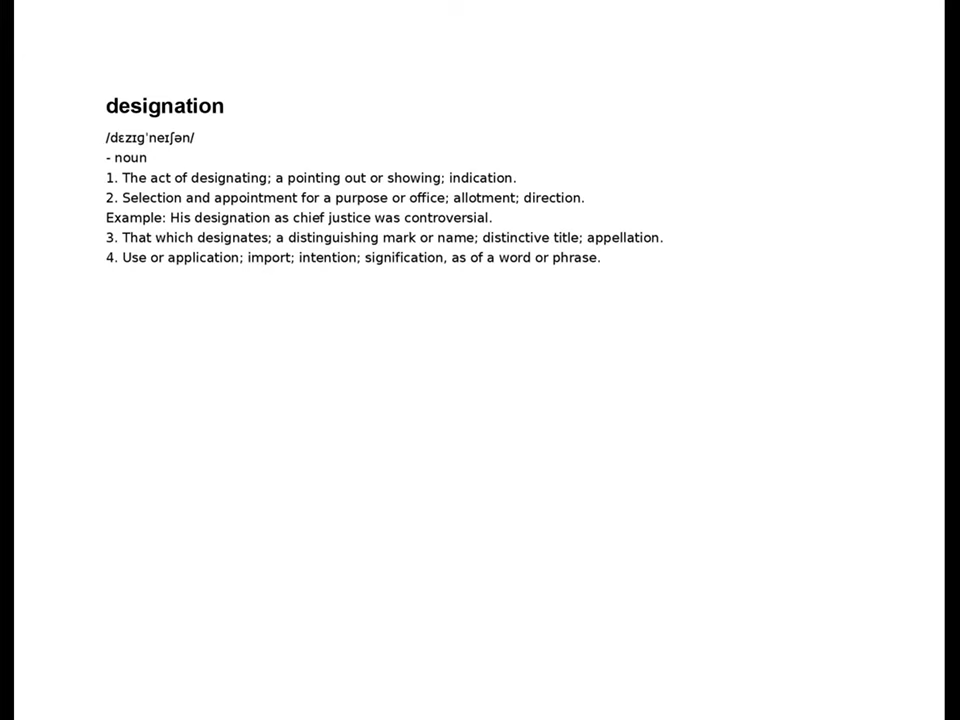 designation
/dɛzɪɡˈneɪʃən/
- noun
1. The act of designating; a pointing out or showing; indication.
2. Selection and appointment for a purpose or office; allotment; direction.
Example: His designation as chief justice was controversial.
3. That which designates; a distinguishing mark or name; distinctive title; appellation.
4. Use or application; import; intention; signification, as of a word or phrase.